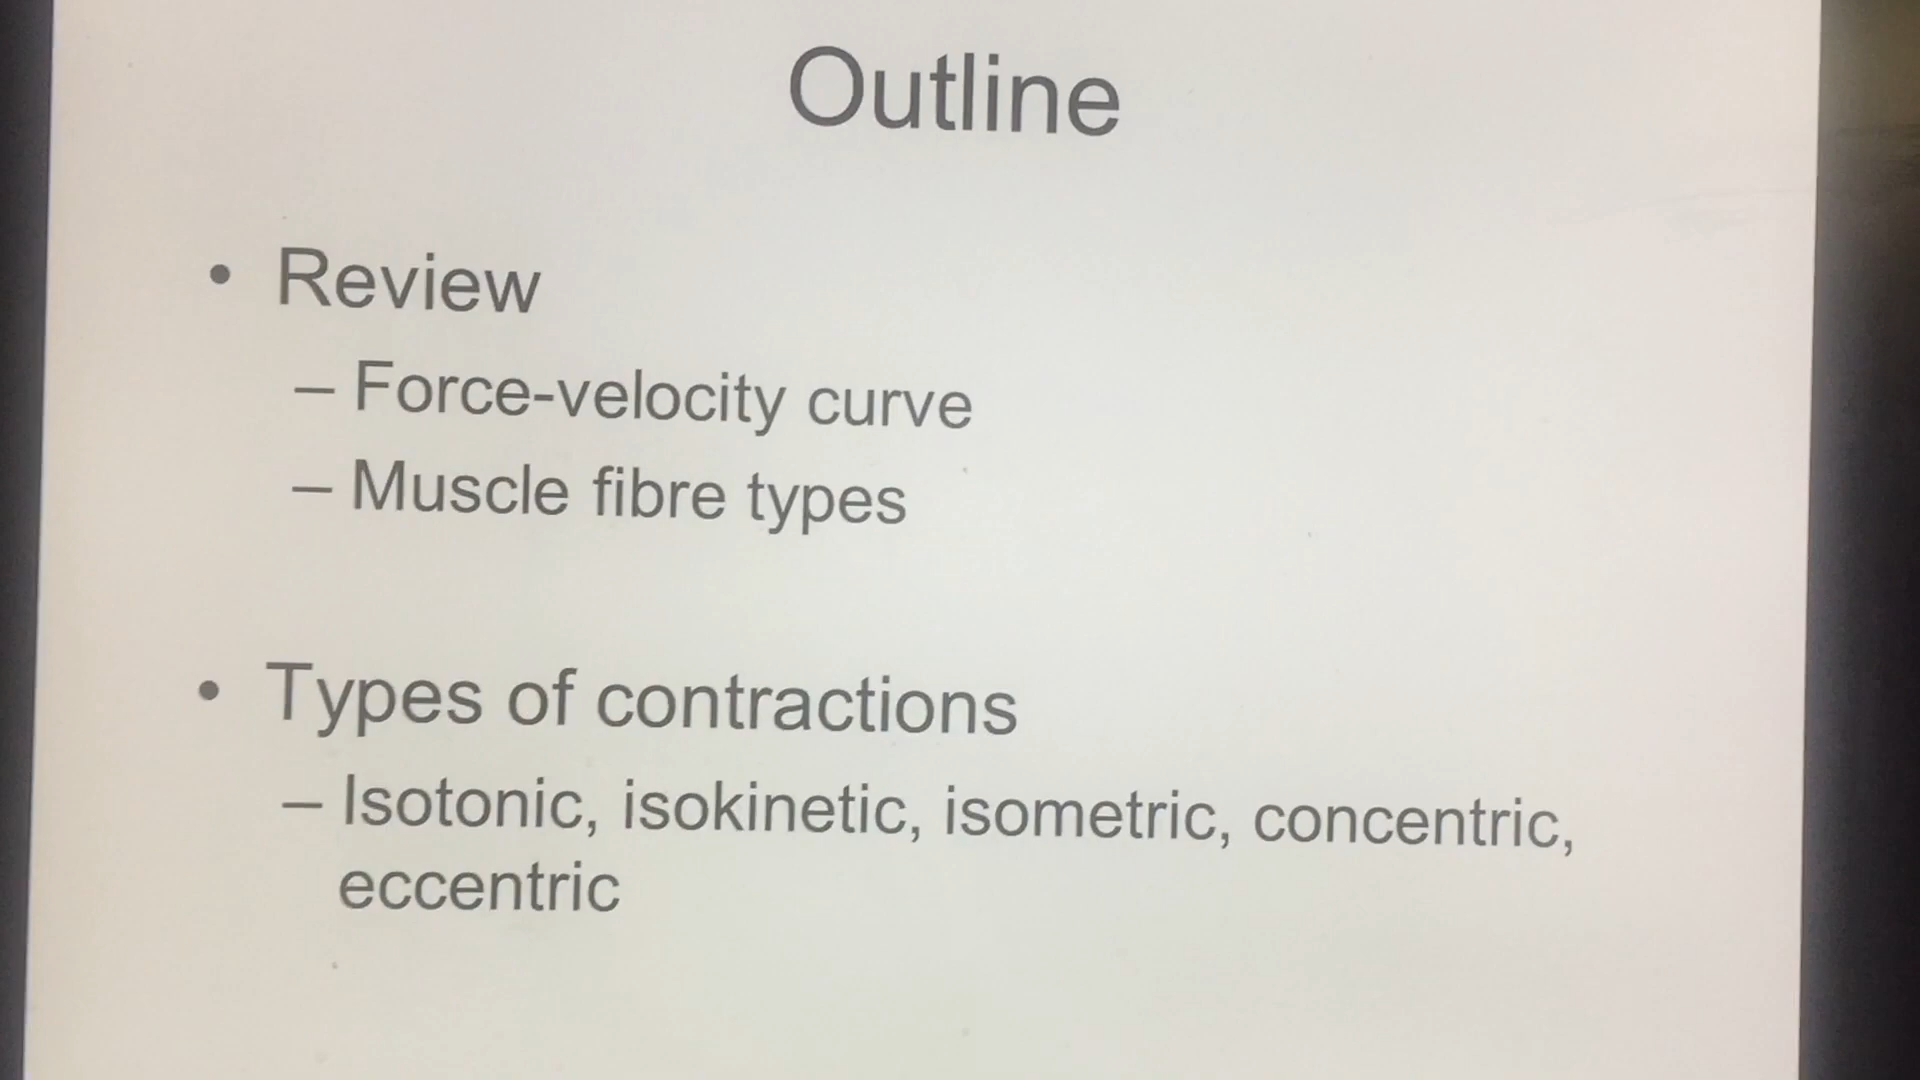 Outline
• Review
– Force-velocity curve
– Muscle fibre types
• Types of contractions
– Isotonic, isokinetic, isometric, concentric,
eccentric